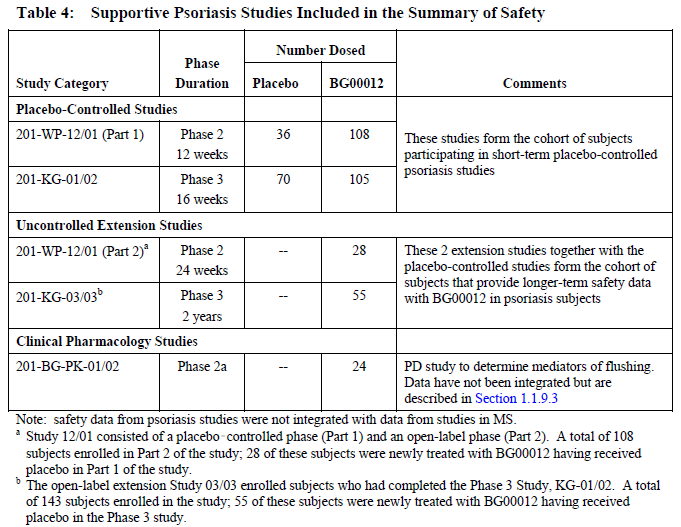 Table 4: Supportive Psoriasis Studies Included in the Summary of Safety
Number Dosed
Study Category
Phase
Duration
Placebo
BG00012
Comments
Placebo-Controlled Studies
201-WP-12/01 (Part 1)
Phase 2
12 weeks
36
108
These studies form the cohort of subjects
participating in short-term placebo-controlled
psoriasis studies
201-KG-01/02
Phase 3
16 weeks
70
105
Uncontrolled Extension Studies
201-WP-12/01 (Part 2)a
Phase 2
24 weeks
--
28
These 2 extension studies together with the
placebo-controlled studies form the cohort of
subjects that provide longer-term safety data
with BG00012 in psoriasis subjects
201-KG-03/03b
Phase 3
2 years
--
55
Clinical Pharmacology Studies
201-BG-PK-01/02
Phase 2a
--
24
PD study to determine mediators of flushing.
Data have not been integrated but are
described in Section 1.1.9.3
Note: safety data from psoriasis studies were not integrated with data from studies in MS.
a Study 12/01 consisted of a placebo-controlled phase (Part 1) and an open-label phase (Part 2). A total of 108
subjects enrolled in Part 2 of the study; 28 of these subjects were newly treated with BG00012 having received
placebo in Part 1 of the study.
b The open-label extension Study 03/03 enrolled subjects who had completed the Phase 3 Study, KG-01/02. A total
of 143 subjects enrolled in the study; 55 of these subjects were newly treated with BG00012 having received
placebo in the Phase 3 study.